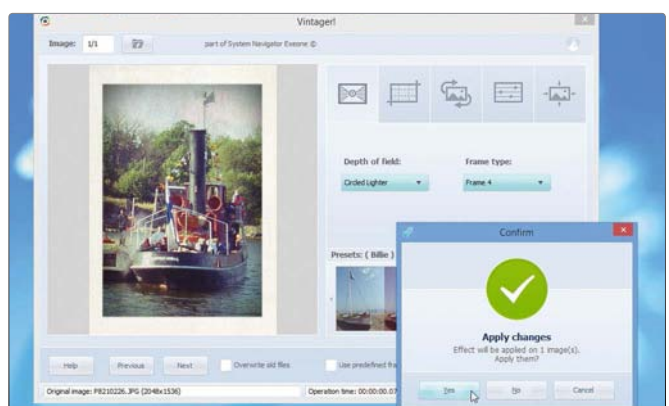 Vintager!
Image: 1/1
part of System Navigator Exeone ©
Depth of field:
Frame type:
Circled Lighter
Frame 4
Confirm
Presets: ( Billie )
Apply changes
Effect will be applied on 1 image(s).
Apply them?
Help
Previous
Next
Overwrite old files
Use predefined fra
Yes
No
Cancel
Original image: P8210226.JPG (2048x1536)
Operation time: 00:00:00.07